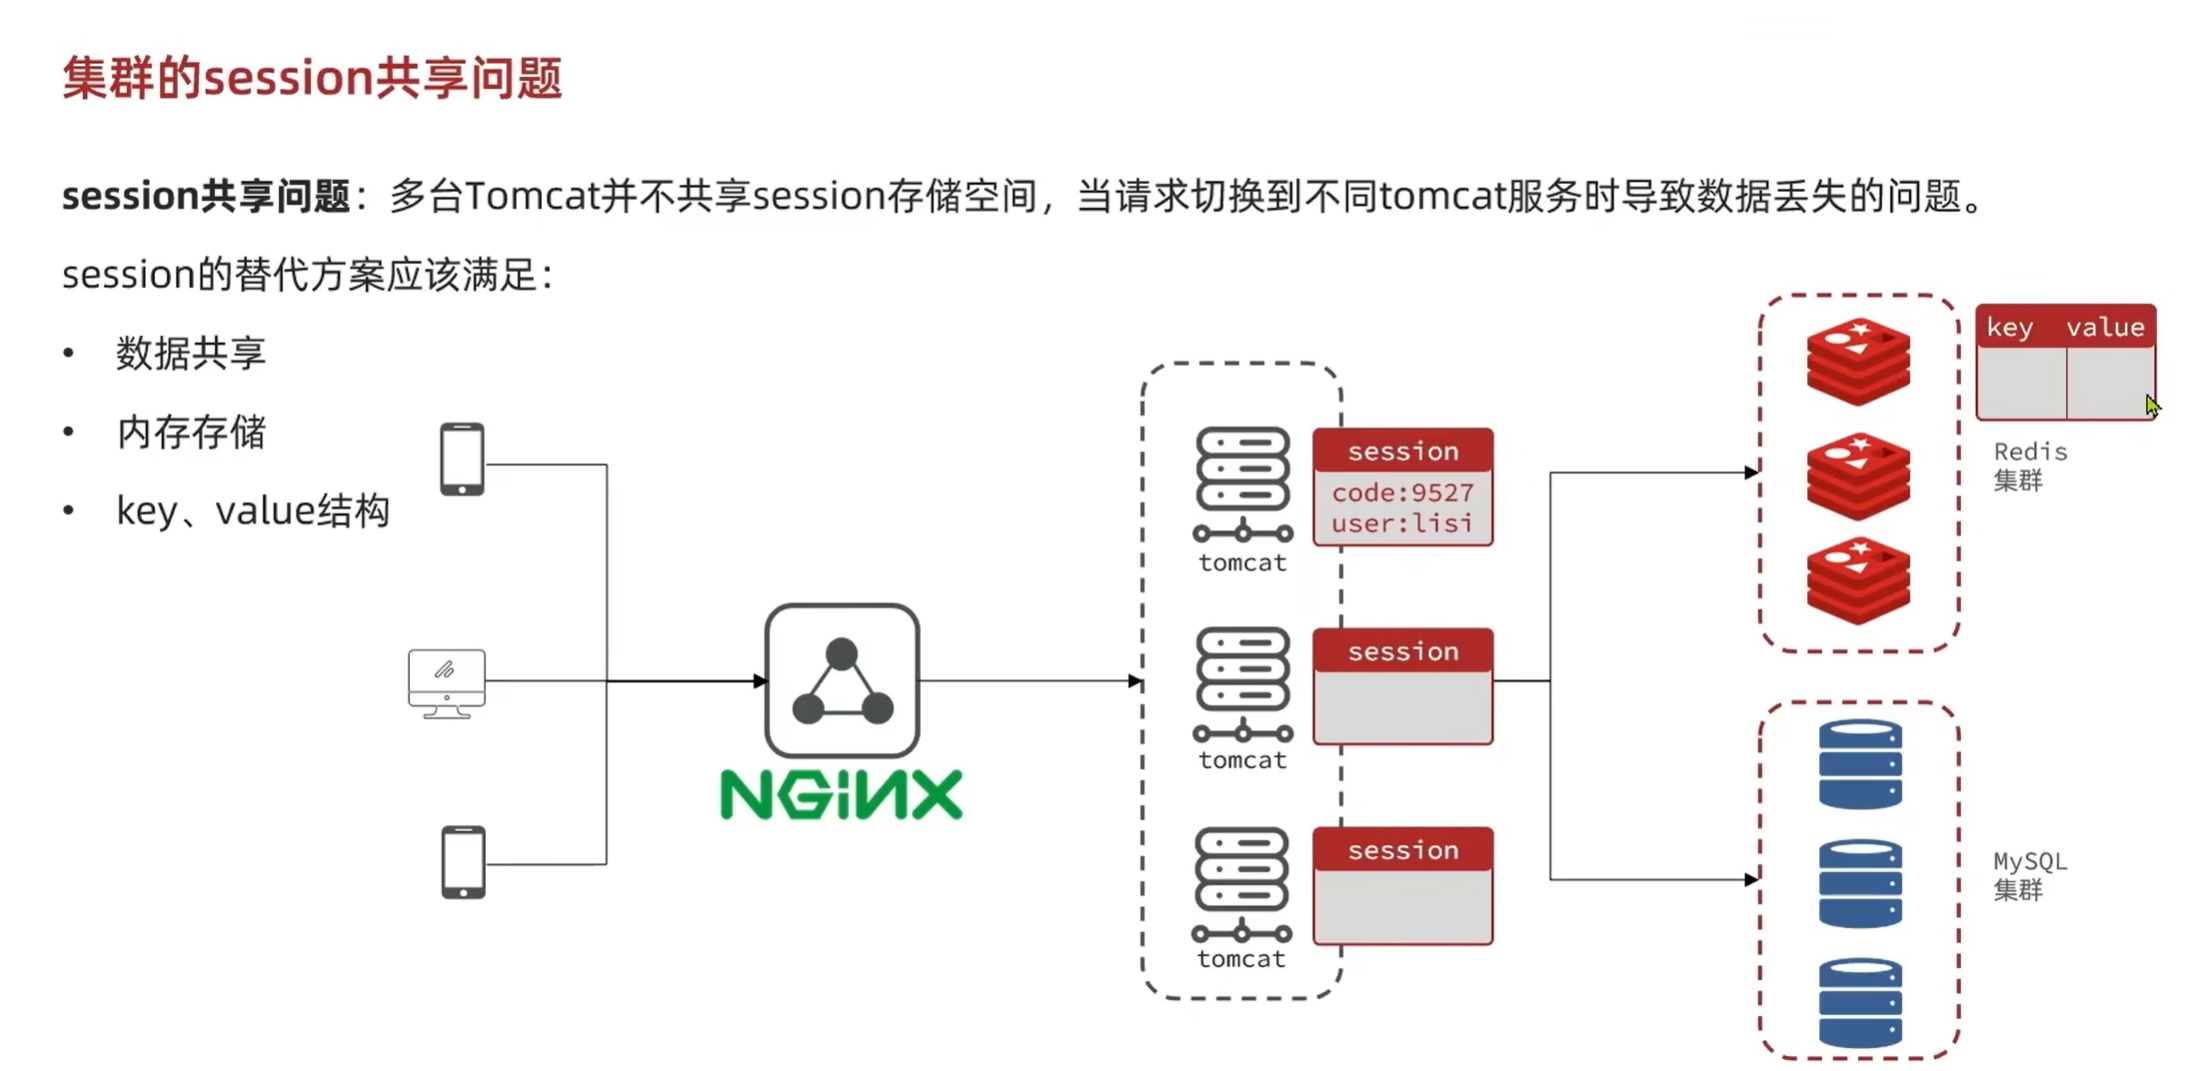 集群的session共享问题
session共享问题：多台Tomcat并不共享session存储空间，当请求切换到不同tomcat服务时导致数据丢失的问题。
session的替代方案应该满足：
• 数据共享
• 内存存储
• key、value结构
NGINX
session
code:9527
user:lisi
tomcat
session
tomcat
session
tomcat
key value
Redis
集群
MySQL
集群